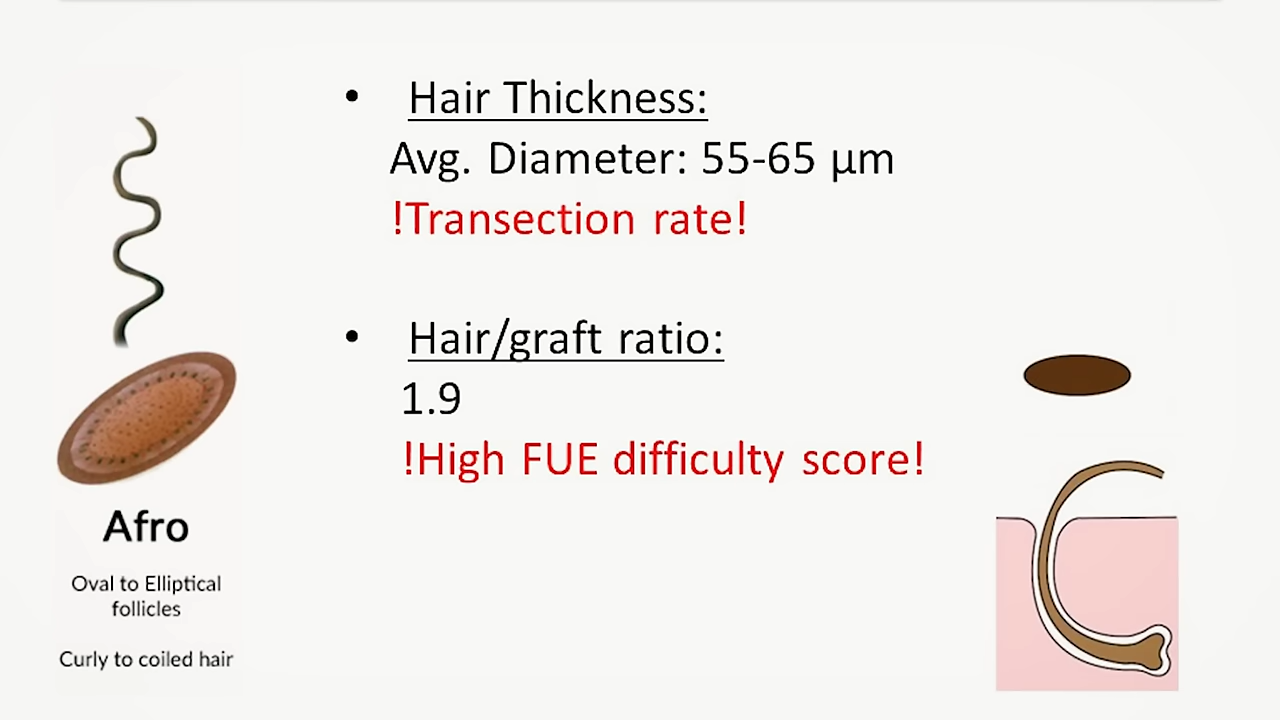 • Hair Thickness:
Avg. Diameter: 55-65 µm
!Transection rate!
• Hair/graft ratio:
1.9
!High FUE difficulty score!
Afro
Oval to Elliptical
follicles
Curly to coiled hair